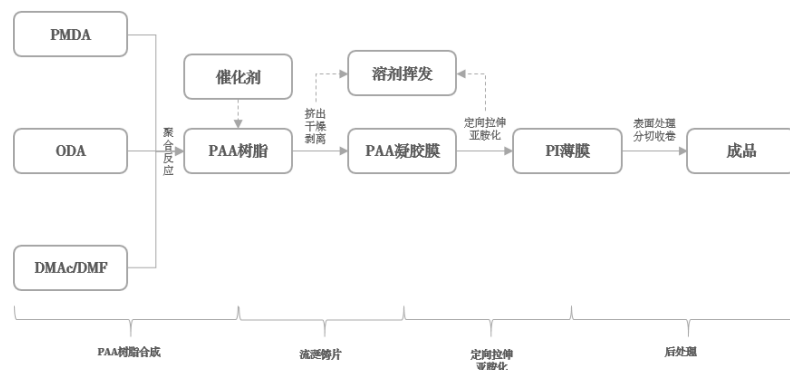 PMDA
催化剂
溶剂挥发
聚合反应
挤出
干燥
剥离
定向拉伸
亚胺化
表面处理
分切收卷
ODA
PAA树脂
PAA凝胶膜
PI薄膜
成品
DMAc/DMF
PAA树脂合成
流涎铸片
定向拉伸
亚胺化
后处理